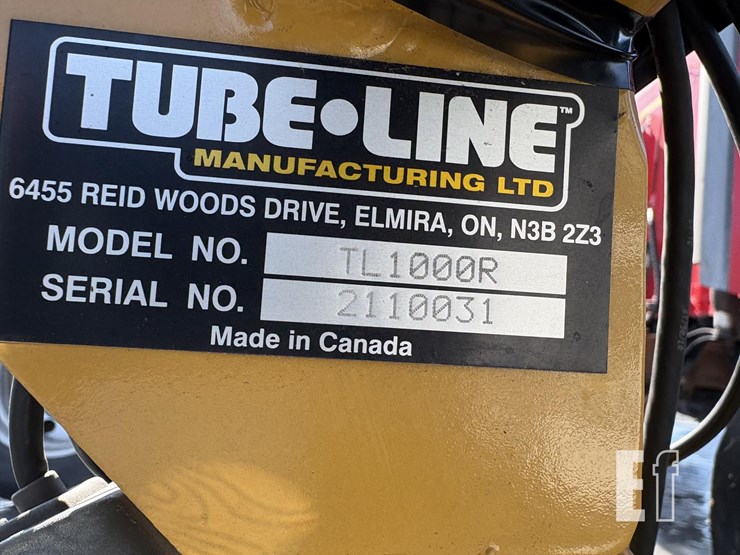 TUBE•LINE™
MANUFACTURING LTD
6455 REID WOODS DRIVE, ELMIRA, ON, N3B 2Z3
MODEL NO. TL1000R
SERIAL NO. 2110031
Made in Canada
Ef